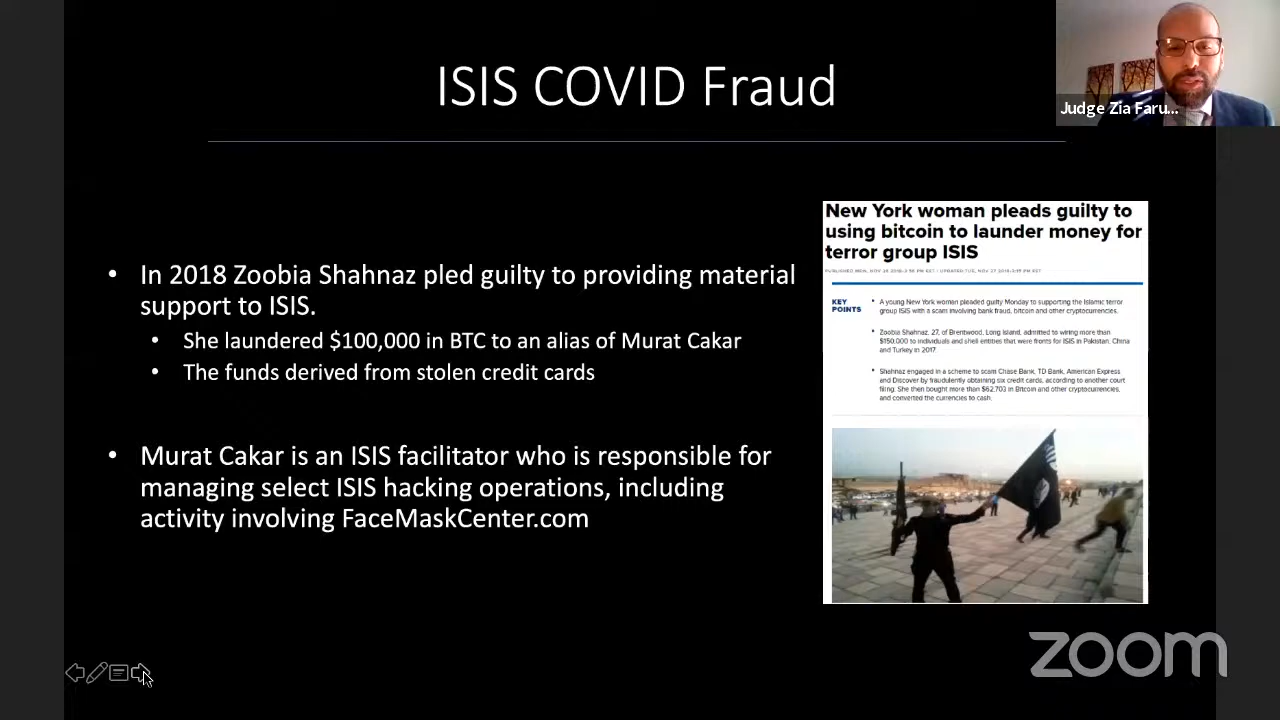 ISIS COVID Fraud
Judge Zia Faru...
• In 2018 Zoobia Shahnaz pled guilty to providing material
support to ISIS.
• She laundered $100,000 in BTC to an alias of Murat Cakar
• The funds derived from stolen credit cards
• Murat Cakar is an ISIS facilitator who is responsible for
managing select ISIS hacking operations, including
activity involving FaceMaskCenter.com
New York woman pleads guilty to
using bitcoin to launder money for
terror group ISIS
KEY
POINTS
• A young New York woman pleaded guilty Monday to supporting the Islamic terror
group ISIS with a scam involving bank fraud, bitcoin and other cryptocurrencies.
• Zoobia Shahnaz, 27, of Brentwood, Long Island, admitted to wiring more than
$150,000 to individuals and shell entities that were fronts for ISIS in Pakistan, China
and Turkey in 2017
• Shahnaz engaged in a scheme to scam Chase Bank, TD Bank, American Express
and Discover by fraudulently obtaining six credit cards, according to another court
filing. She then bought more than $62,703 in Bitcoin and other cryptocurrencies,
and converted the currencies to cash.
zoom